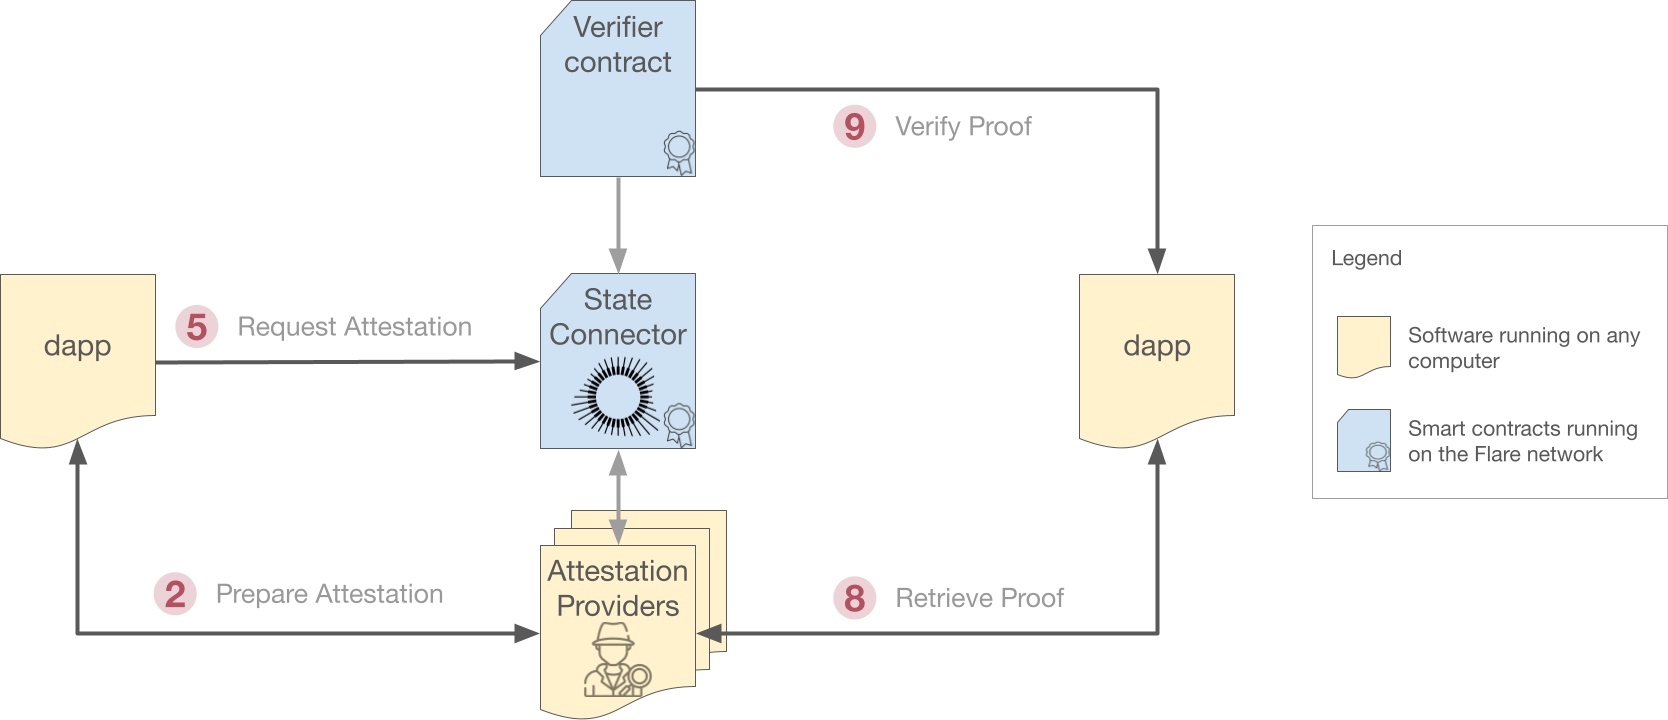 Verifier
contract
9 Verify Proof
Legend
State
Connector
dapp
5 Request Attestation
dapp
Software running on any
computer
Smart contracts running
on the Flare network
Attestation
Providers
2 Prepare Attestation
8 Retrieve Proof